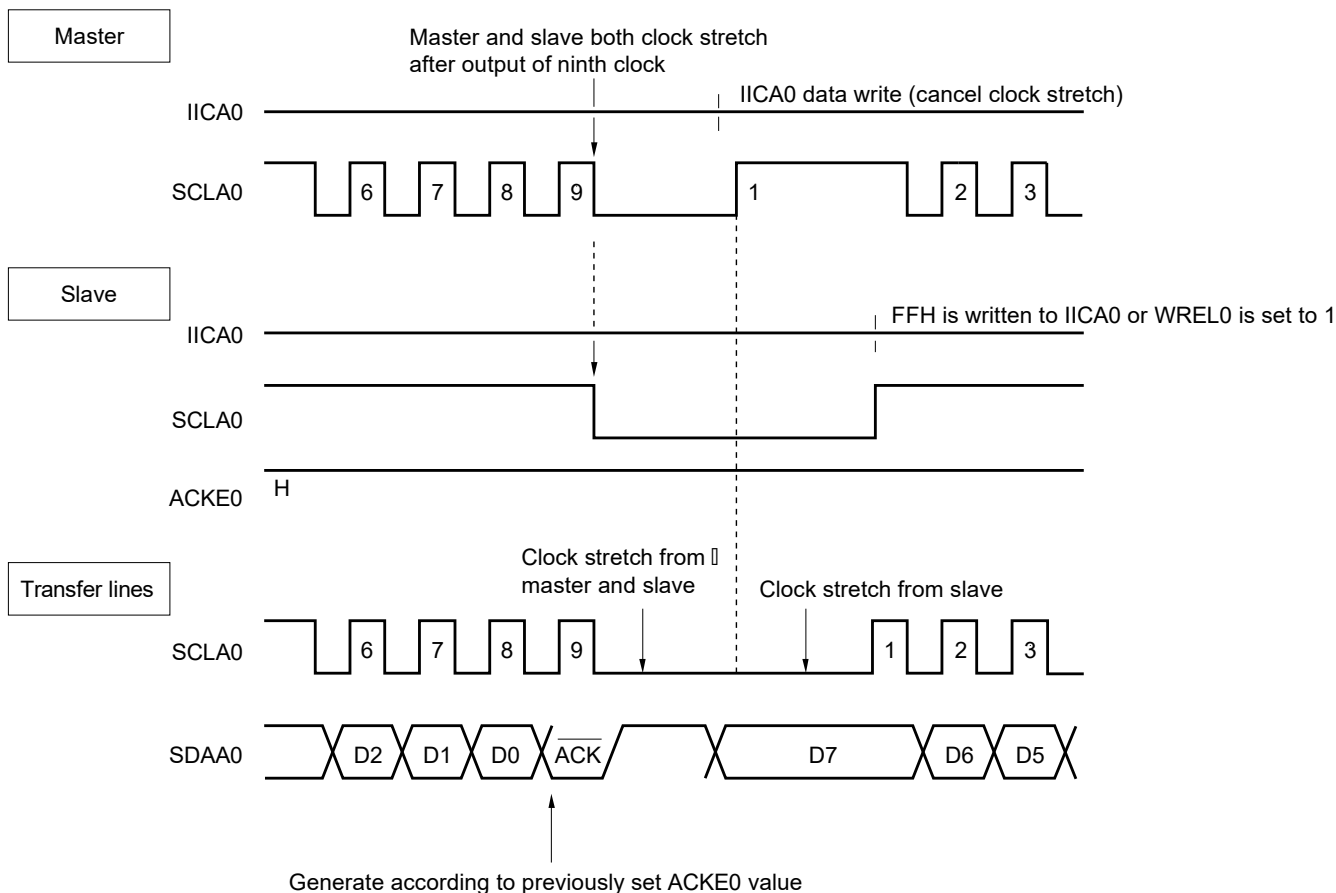 Master
Master and slave both clock stretch
after output of ninth clock
IICA0 data write (cancel clock stretch)
IICA0
SCLA0
6 7 8 9 1 2 3
Slave
FFH is written to IICA0 or WREL0 is set to 1
IICA0
SCLA0
ACKE0
H
Transfer lines
Clock stretch from
master and slave
Clock stretch from slave
SCLA0
6 7 8 9 1 2 3
SDAA0
D2 D1 D0 ACK D7 D6 D5
Generate according to previously set ACKE0 value